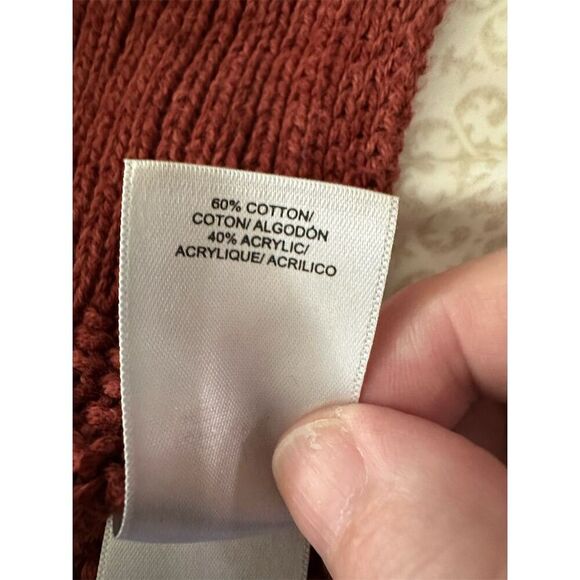 60% COTTON/
COTON/ ALGODÓN
40% ACRYLIC/
ACRYLIQUE/ ACRILICO